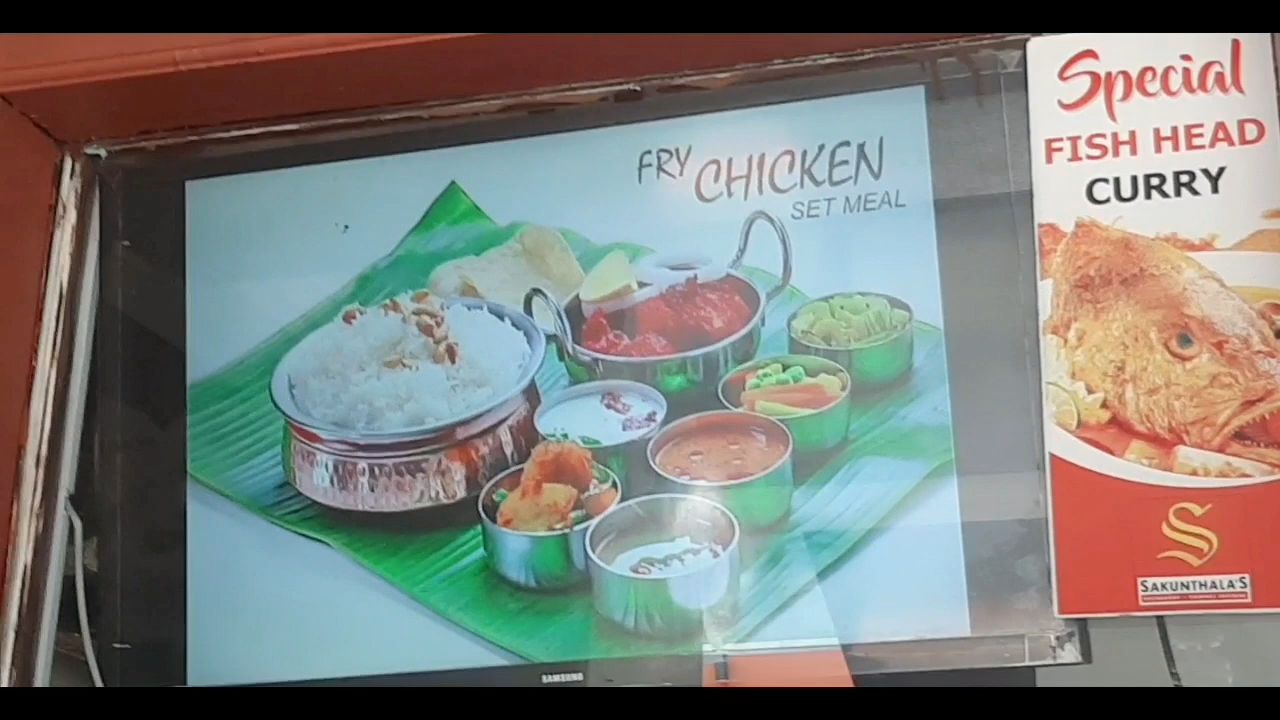 FRY CHICKEN
SET MEAL
SAMSUNG
Special
FISH HEAD
CURRY
S
SAKUNTHALA'S